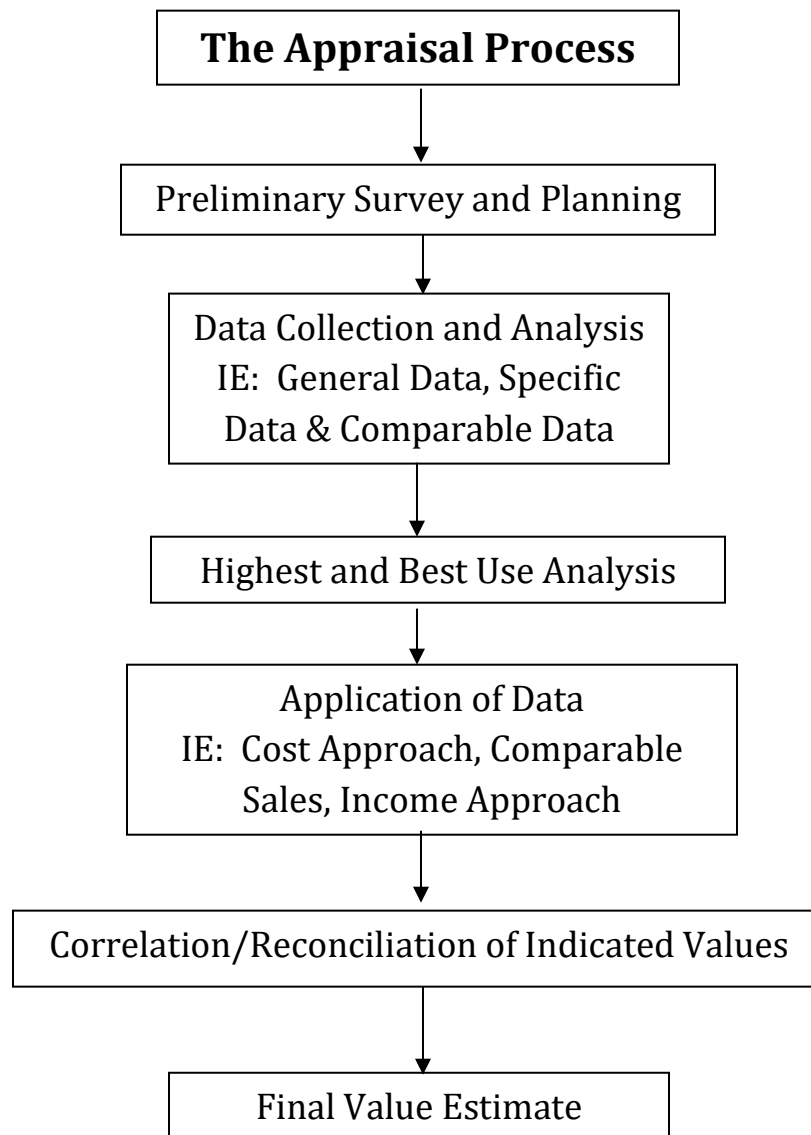 The Appraisal Process
Preliminary Survey and Planning
Data Collection and Analysis
IE:  General Data, Specific
Data & Comparable Data
Highest and Best Use Analysis
Application of Data
IE:  Cost Approach, Comparable
Sales, Income Approach
Correlation/Reconciliation of Indicated Values
Final Value Estimate